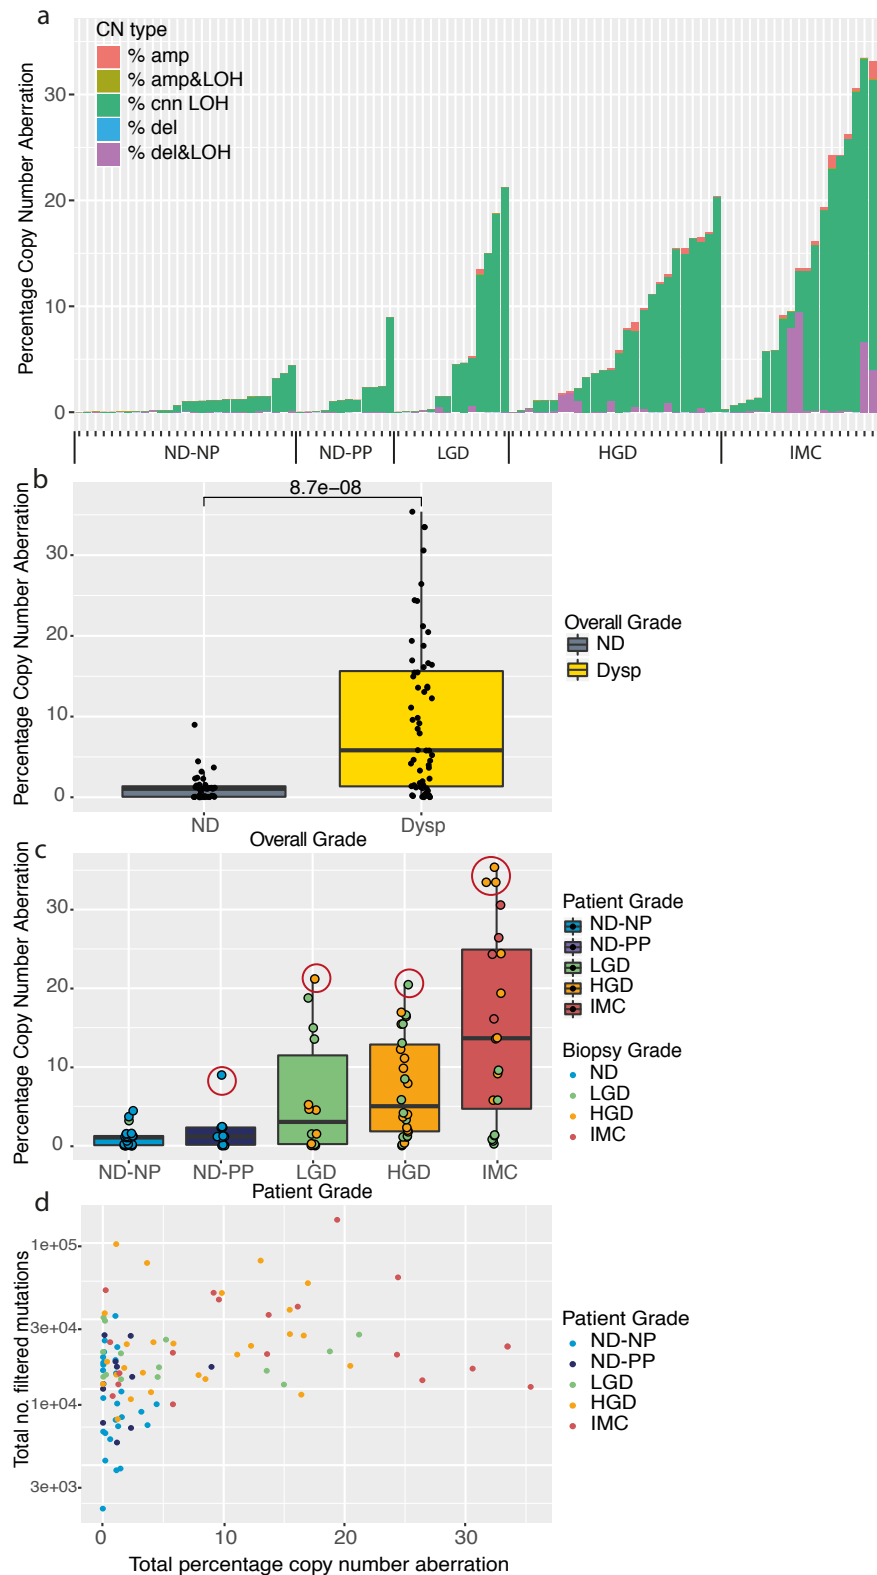 a
CN type
% amp
% amp&LOH
% cnn LOH
% del
% del&LOH
Percentage Copy Number Aberration
30
20
10
0
ND-NP
ND-PP
LGD
HGD
IMC
b
8.7e−08
Percentage Copy Number Aberration
30
20
10
0
ND
Dysp
Overall Grade
Overall Grade
ND
Dysp
c
Percentage Copy Number Aberration
30
20
10
0
ND-NP
ND-PP
LGD
HGD
IMC
Patient Grade
Patient Grade
ND-NP
ND-PP
LGD
HGD
IMC
Biopsy Grade
ND
LGD
HGD
IMC
d
Total no. filtered mutations
1e+05
3e+04
1e+04
3e+03
0
10
20
30
Total percentage copy number aberration
Patient Grade
ND-NP
ND-PP
LGD
HGD
IMC